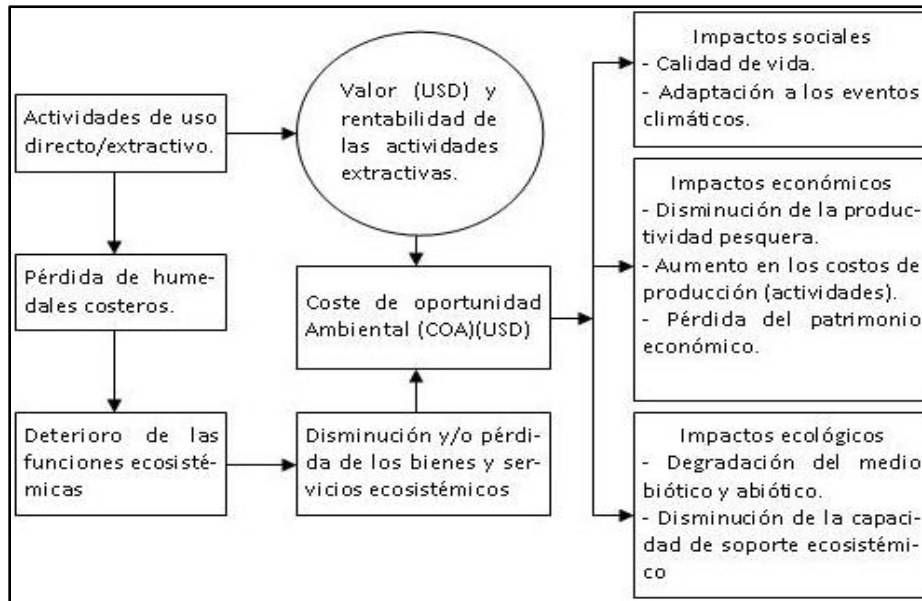 Actividades de uso
directo/extractivo.
Valor (USD) y
rentabilidad de
las actividades
extractivas.
Pérdida de hume-
dales costeros.
Coste de oportunidad
Ambiental (COA)(USD)
Deterioro de las
funciones ecosisté-
micas
Disminución y/o pérdi-
da de los bienes y ser-
vicios ecosistémicos
Impactos sociales
- Calidad de vida.
- Adaptación a los eventos
climáticos.
Impactos económicos
- Disminución de la produc-
tividad pesquera.
- Aumento en los costos de
producción (actividades).
- Pérdida del patrimonio
económico.
Impactos ecológicos
- Degradación del medio
biótico y abiótico.
- Disminución de la capaci-
dad de soporte ecosistémi-
co